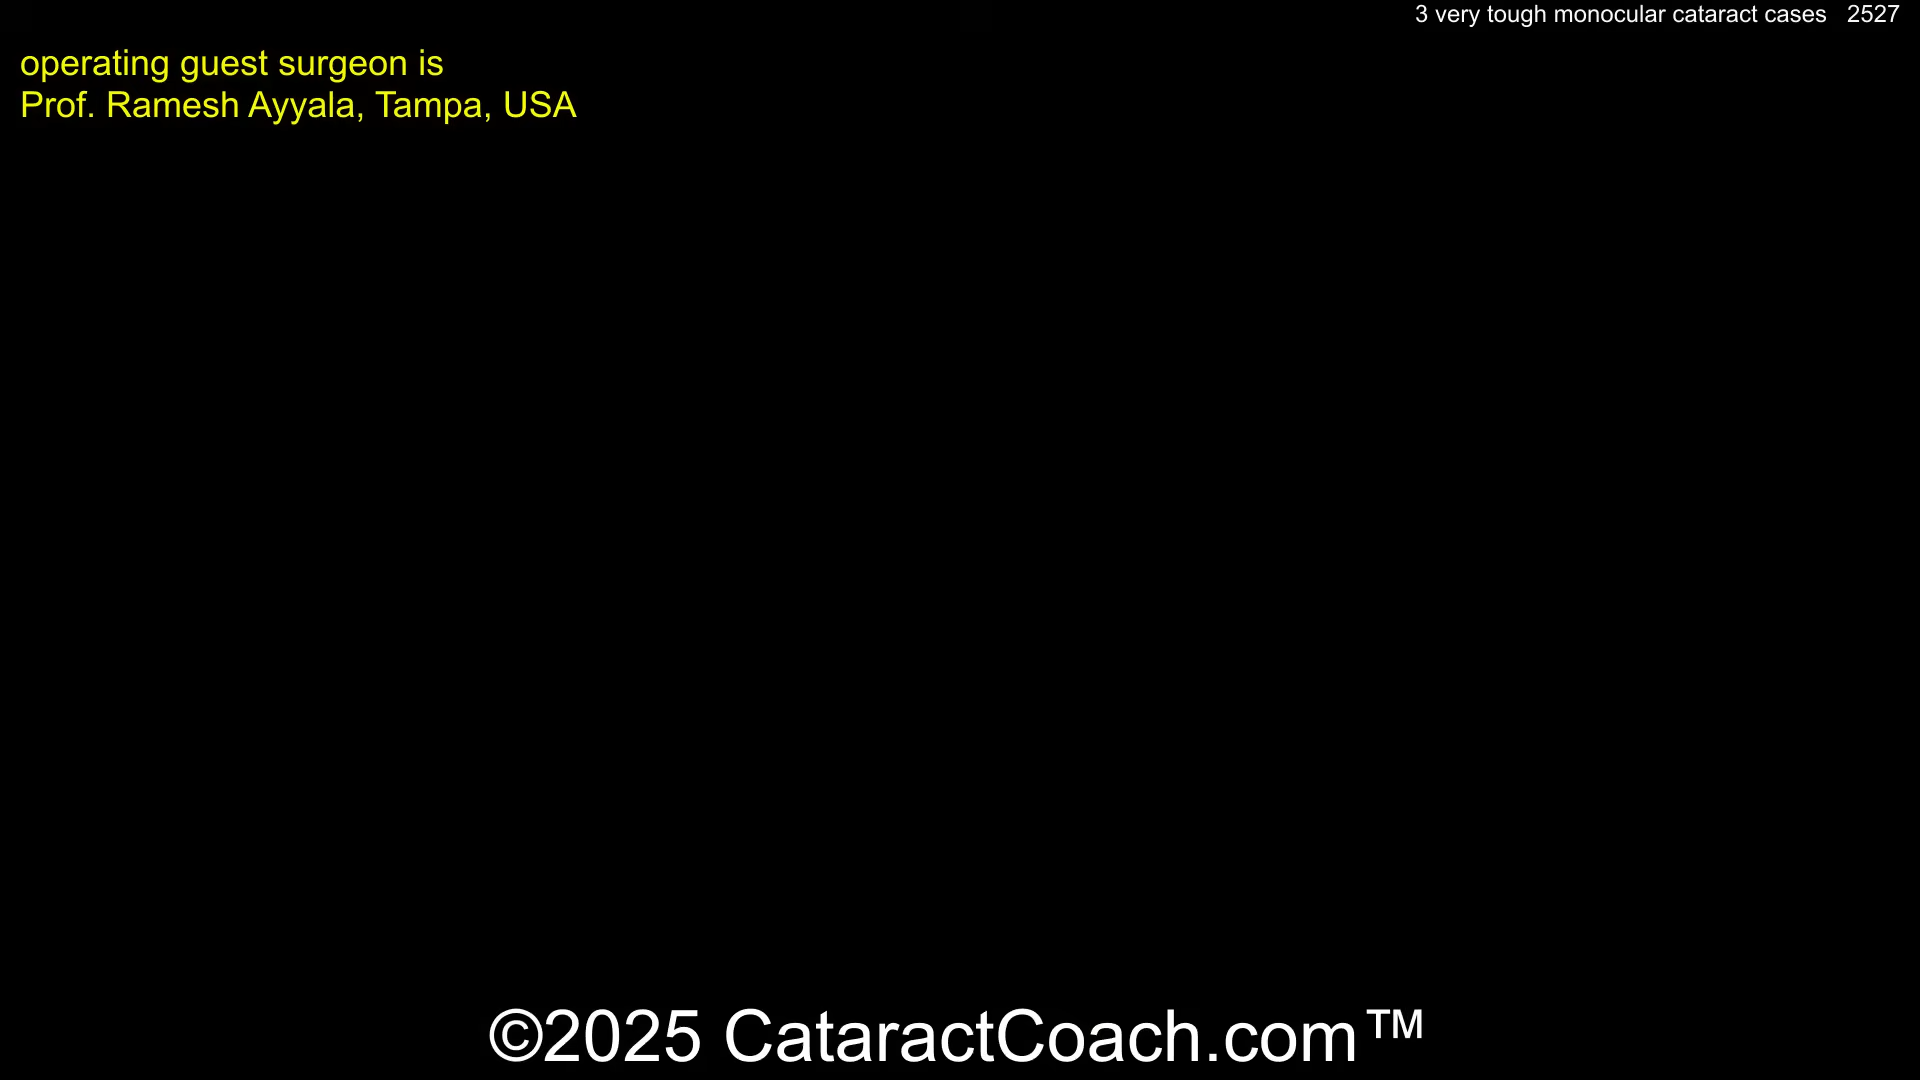 3 very tough monocular cataract cases 2527
operating guest surgeon is
Prof. Ramesh Ayyala, Tampa, USA
©2025 CataractCoach.com™